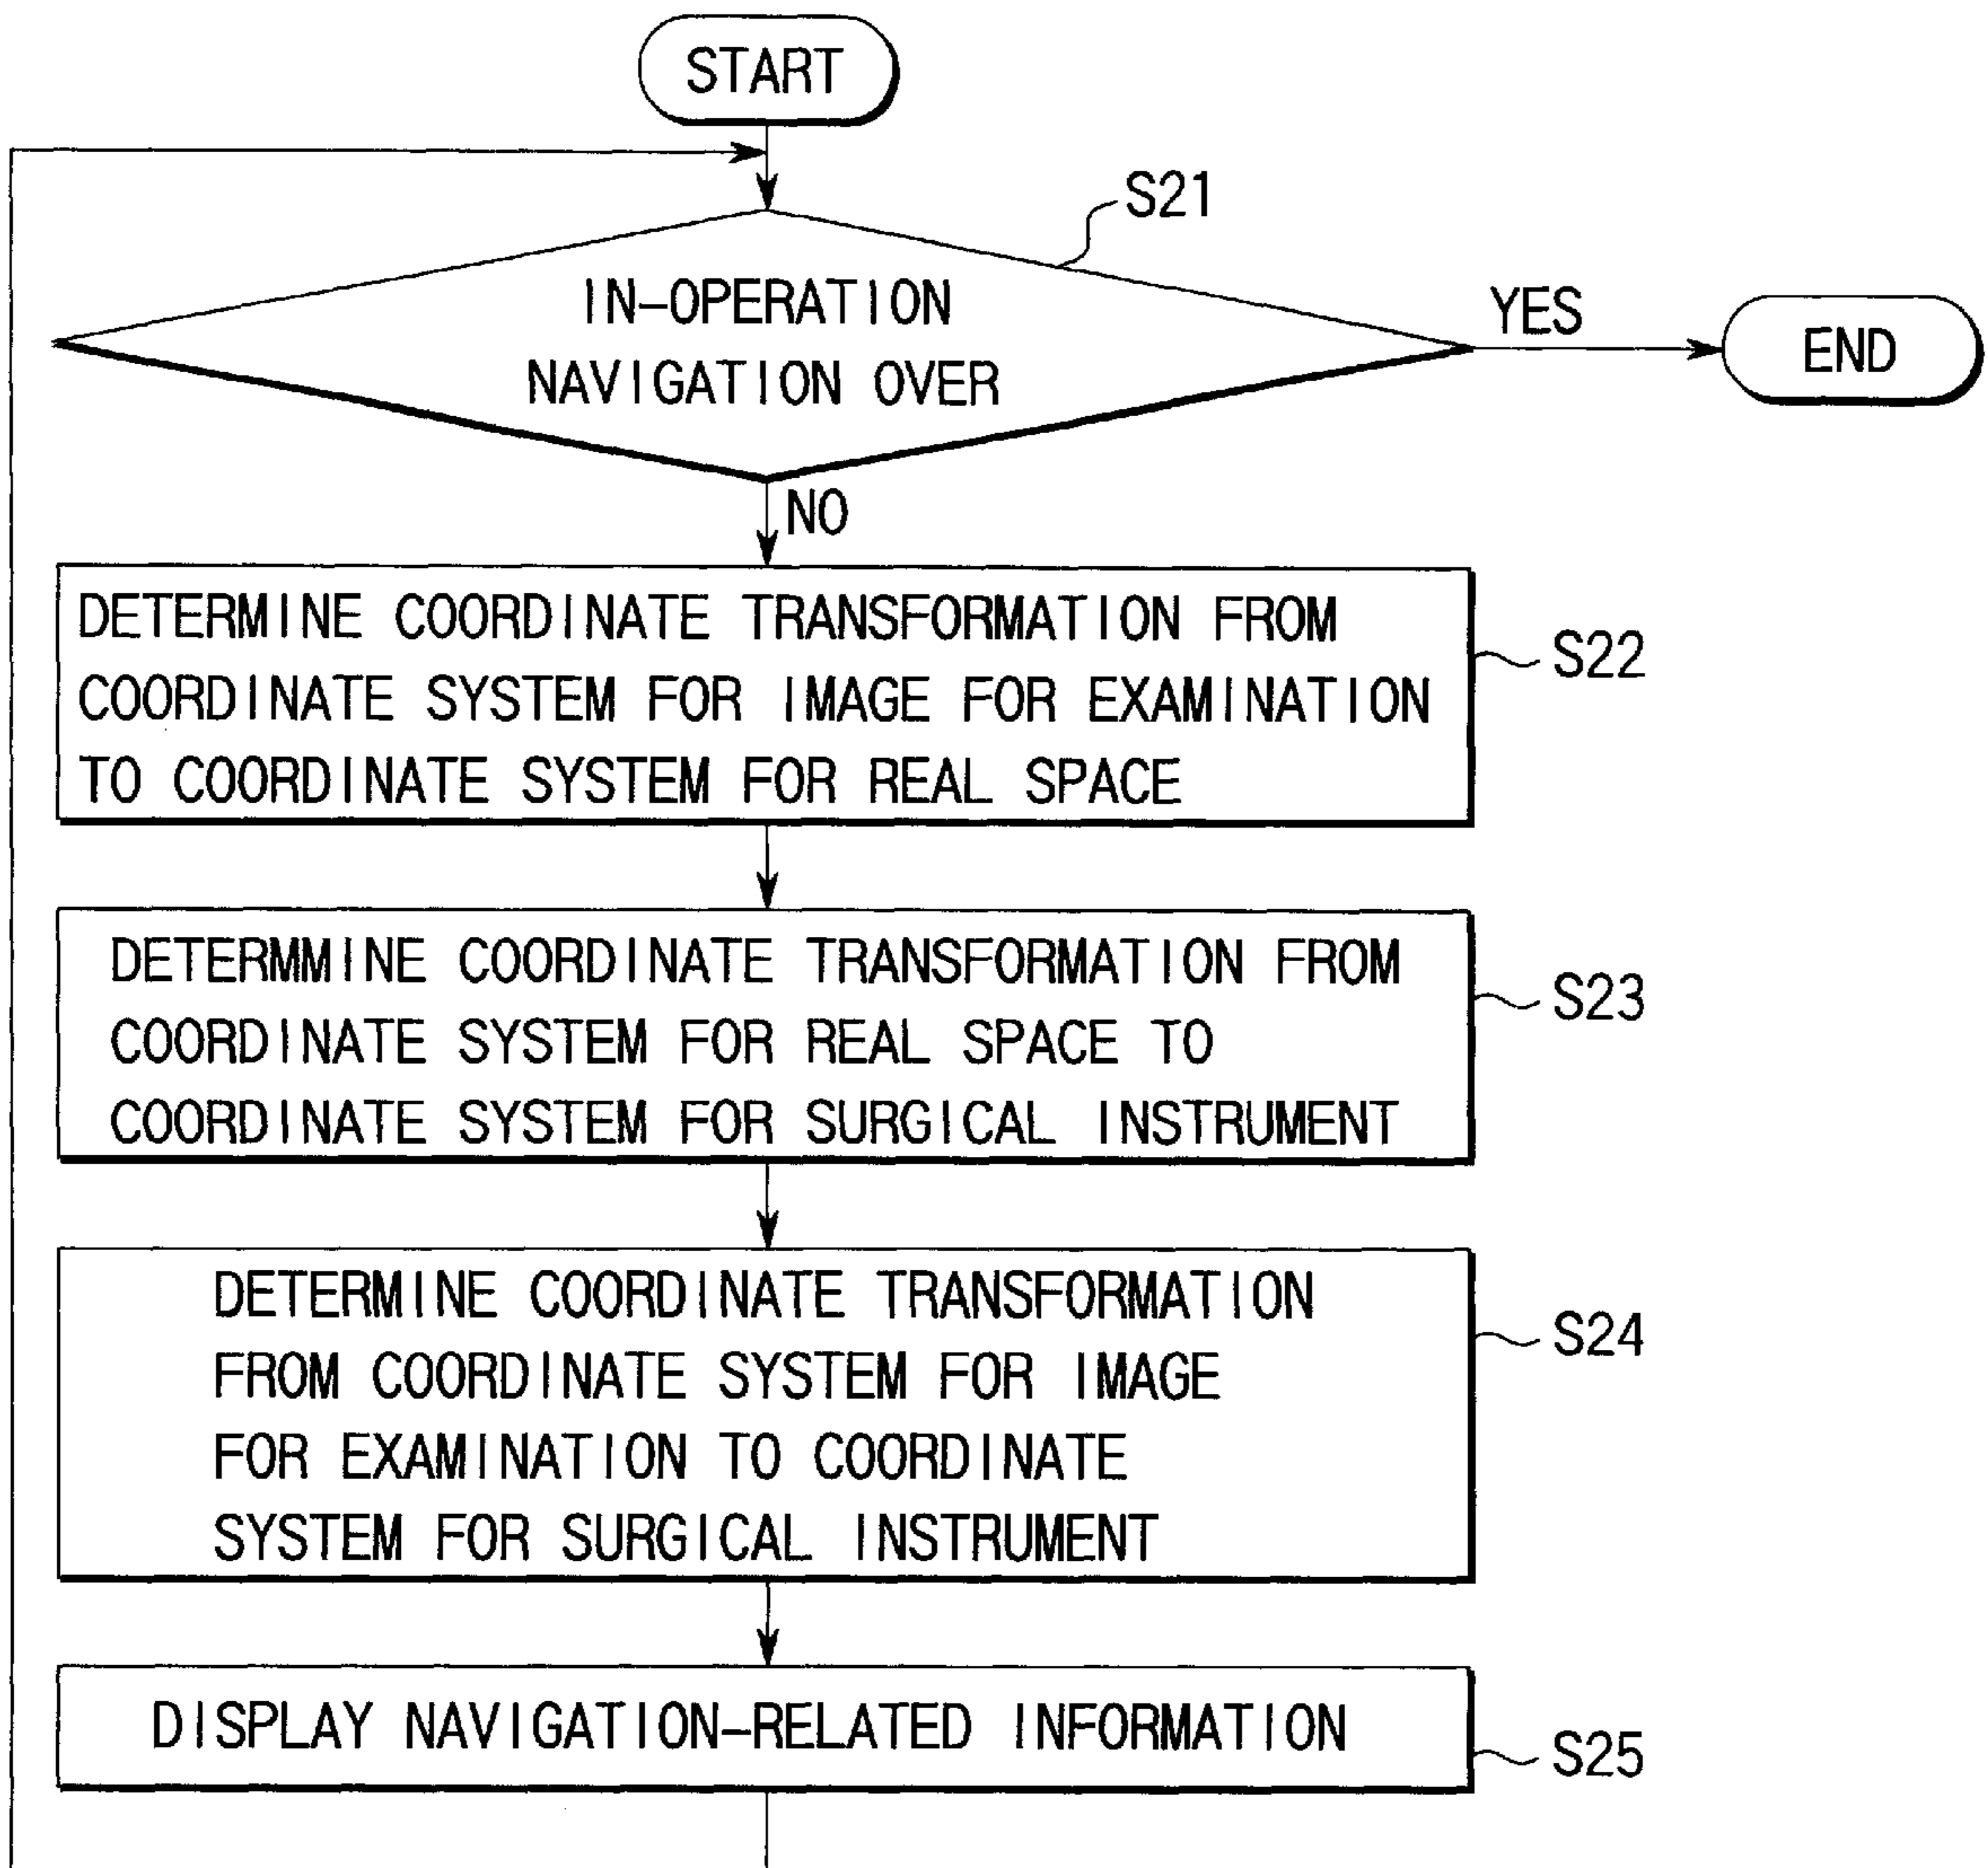 START
S21
IN-OPERATION
NAVIGATION OVER
YES
END
NO
DETERMINE COORDINATE TRANSFORMATION FROM
COORDINATE SYSTEM FOR IMAGE FOR EXAMINATION
TO COORDINATE SYSTEM FOR REAL SPACE
S22
DETERMMINE COORDINATE TRANSFORMATION FROM
COORDINATE SYSTEM FOR REAL SPACE TO
COORDINATE SYSTEM FOR SURGICAL INSTRUMENT
S23
DETERMINE COORDINATE TRANSFORMATION
FROM COORDINATE SYSTEM FOR IMAGE
FOR EXAMINATION TO COORDINATE
SYSTEM FOR SURGICAL INSTRUMENT
S24
DISPLAY NAVIGATION-RELATED INFORMATION
S25